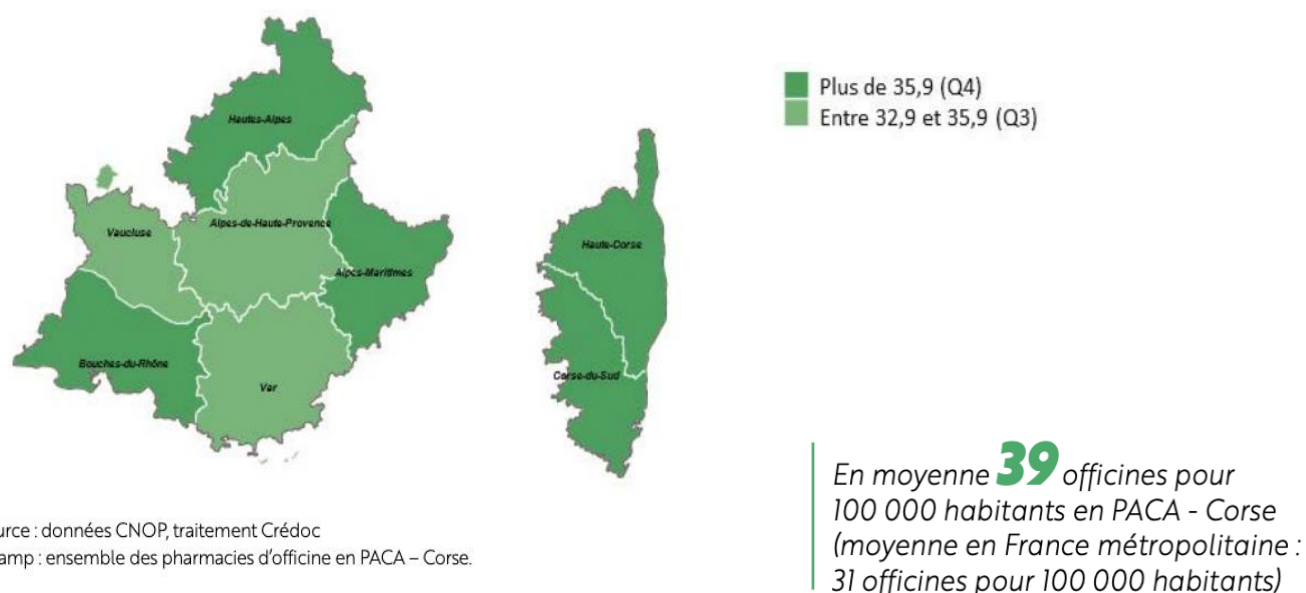 Hautes-Alpes
Alpes-de-Haute-Provence
Vaucluse
Alpes-Maritimes
Bouches-du-Rhône
Var
Haute-Corse
Corse-du-Sud
Plus de 35,9 (Q4)
Entre 32,9 et 35,9 (Q3)
En moyenne 39 officines pour
100 000 habitants en PACA - Corse
(moyenne en France métropolitaine :
31 officines pour 100 000 habitants)
urce : données CNOP, traitement Crédoc
amp : ensemble des pharmacies d'officine en PACA – Corse.